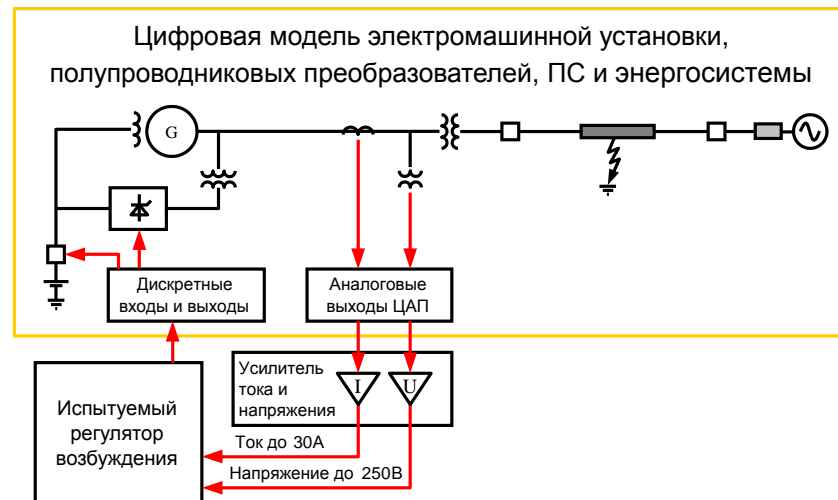 Цифровая модель электромашинной установки,
полупроводниковых преобразователей, ПС и энергосистемы
G
Дискретные
входы и выходы
Аналоговые
выходы ЦАП
Усилитель
тока и
напряжения
I
U
Испытуемый
регулятор
возбуждения
Ток до 30А
Напряжение до 250В